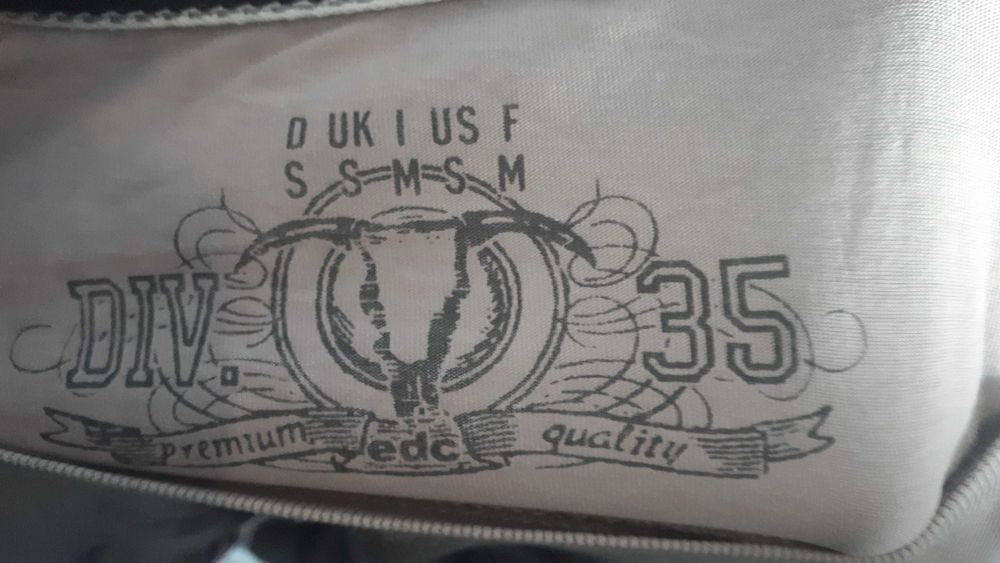 D UK I US F
S S M S M
DIV. 35
premium edc quality